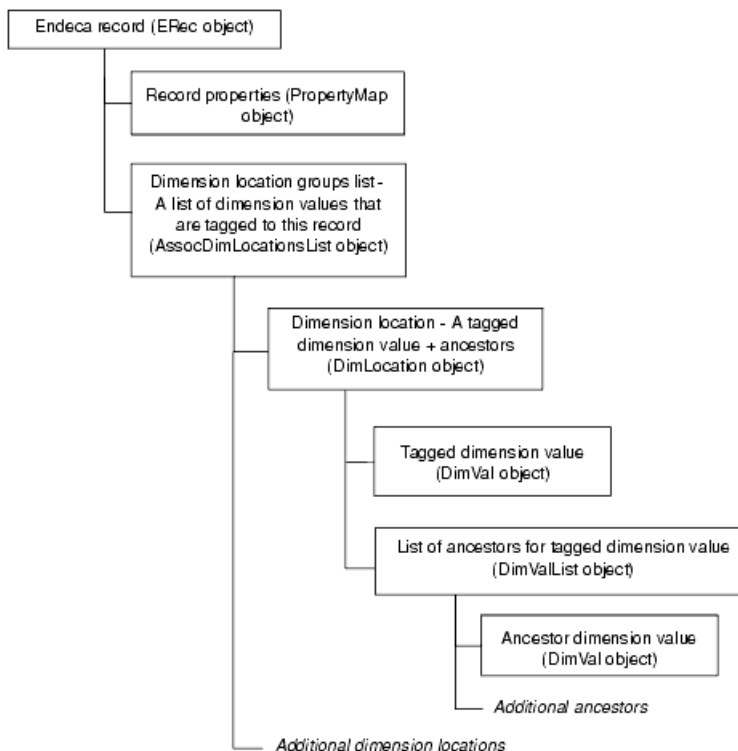 Endeca record (ERec object)
Record properties (PropertyMap
object)
Dimension location groups list -
A list of dimension values that
are tagged to this record
(AssocDimLocationsList object)
Dimension location - A tagged
dimension value + ancestors
(DimLocation object)
Tagged dimension value
(DimVal object)
List of ancestors for tagged dimension value
(DimValList object)
Ancestor dimension value
(DimVal object)
Additional ancestors
Additional dimension locations